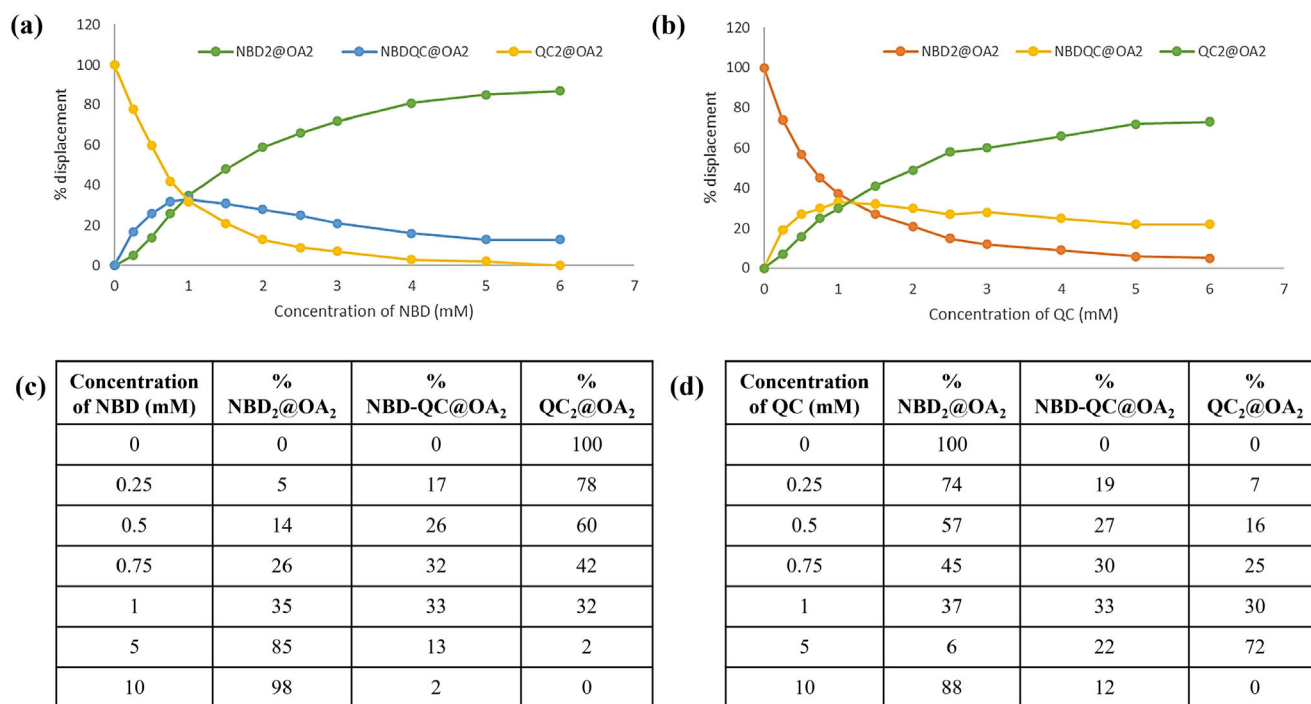 (a)
120
100
80
60
40
20
0
% displacement
NBD2@OA2 NBDQC@OA2 QC2@OA2
0 1 2 3 4 5 6 7
Concentration of NBD (mM)
(b)
120
100
80
60
40
20
0
% displacement
NBD2@OA2 NBDQC@OA2 QC2@OA2
0 1 2 3 4 5 6 7
Concentration of QC (mM)
(c)
Concentration % % %
of NBD (mM) NBD₂@OA₂ NBD-QC@OA₂ QC₂@OA₂
0 0 0 100
0.25 5 17 78
0.5 14 26 60
0.75 26 32 42
1 35 33 32
5 85 13 2
10 98 2 0
(d)
Concentration % % %
of QC (mM) NBD₂@OA₂ NBD-QC@OA₂ QC₂@OA₂
0 100 0 0
0.25 74 19 7
0.5 57 27 16
0.75 45 30 25
1 37 33 30
5 6 22 72
10 88 12 0